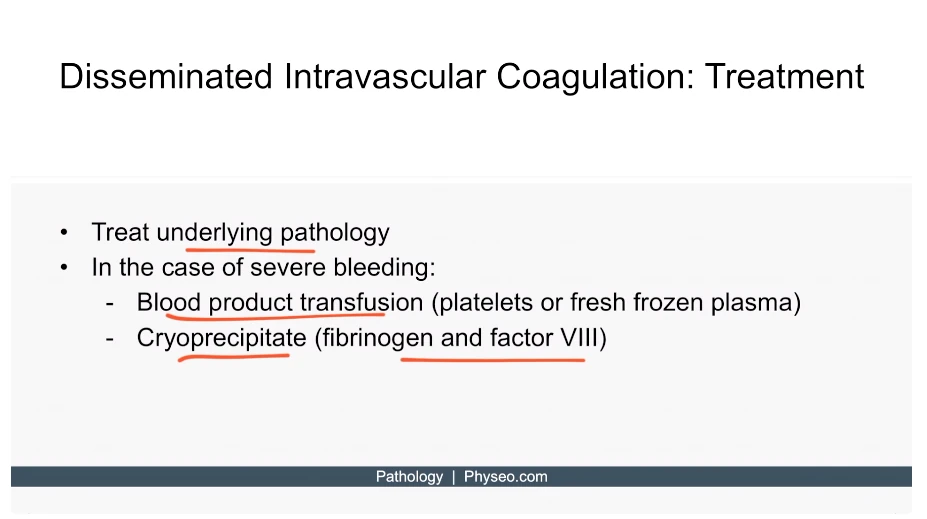 Disseminated Intravascular Coagulation: Treatment
• Treat underlying pathology
• In the case of severe bleeding:
- Blood product transfusion (platelets or fresh frozen plasma)
- Cryoprecipitate (fibrinogen and factor VIII)
Pathology | Physeo.com